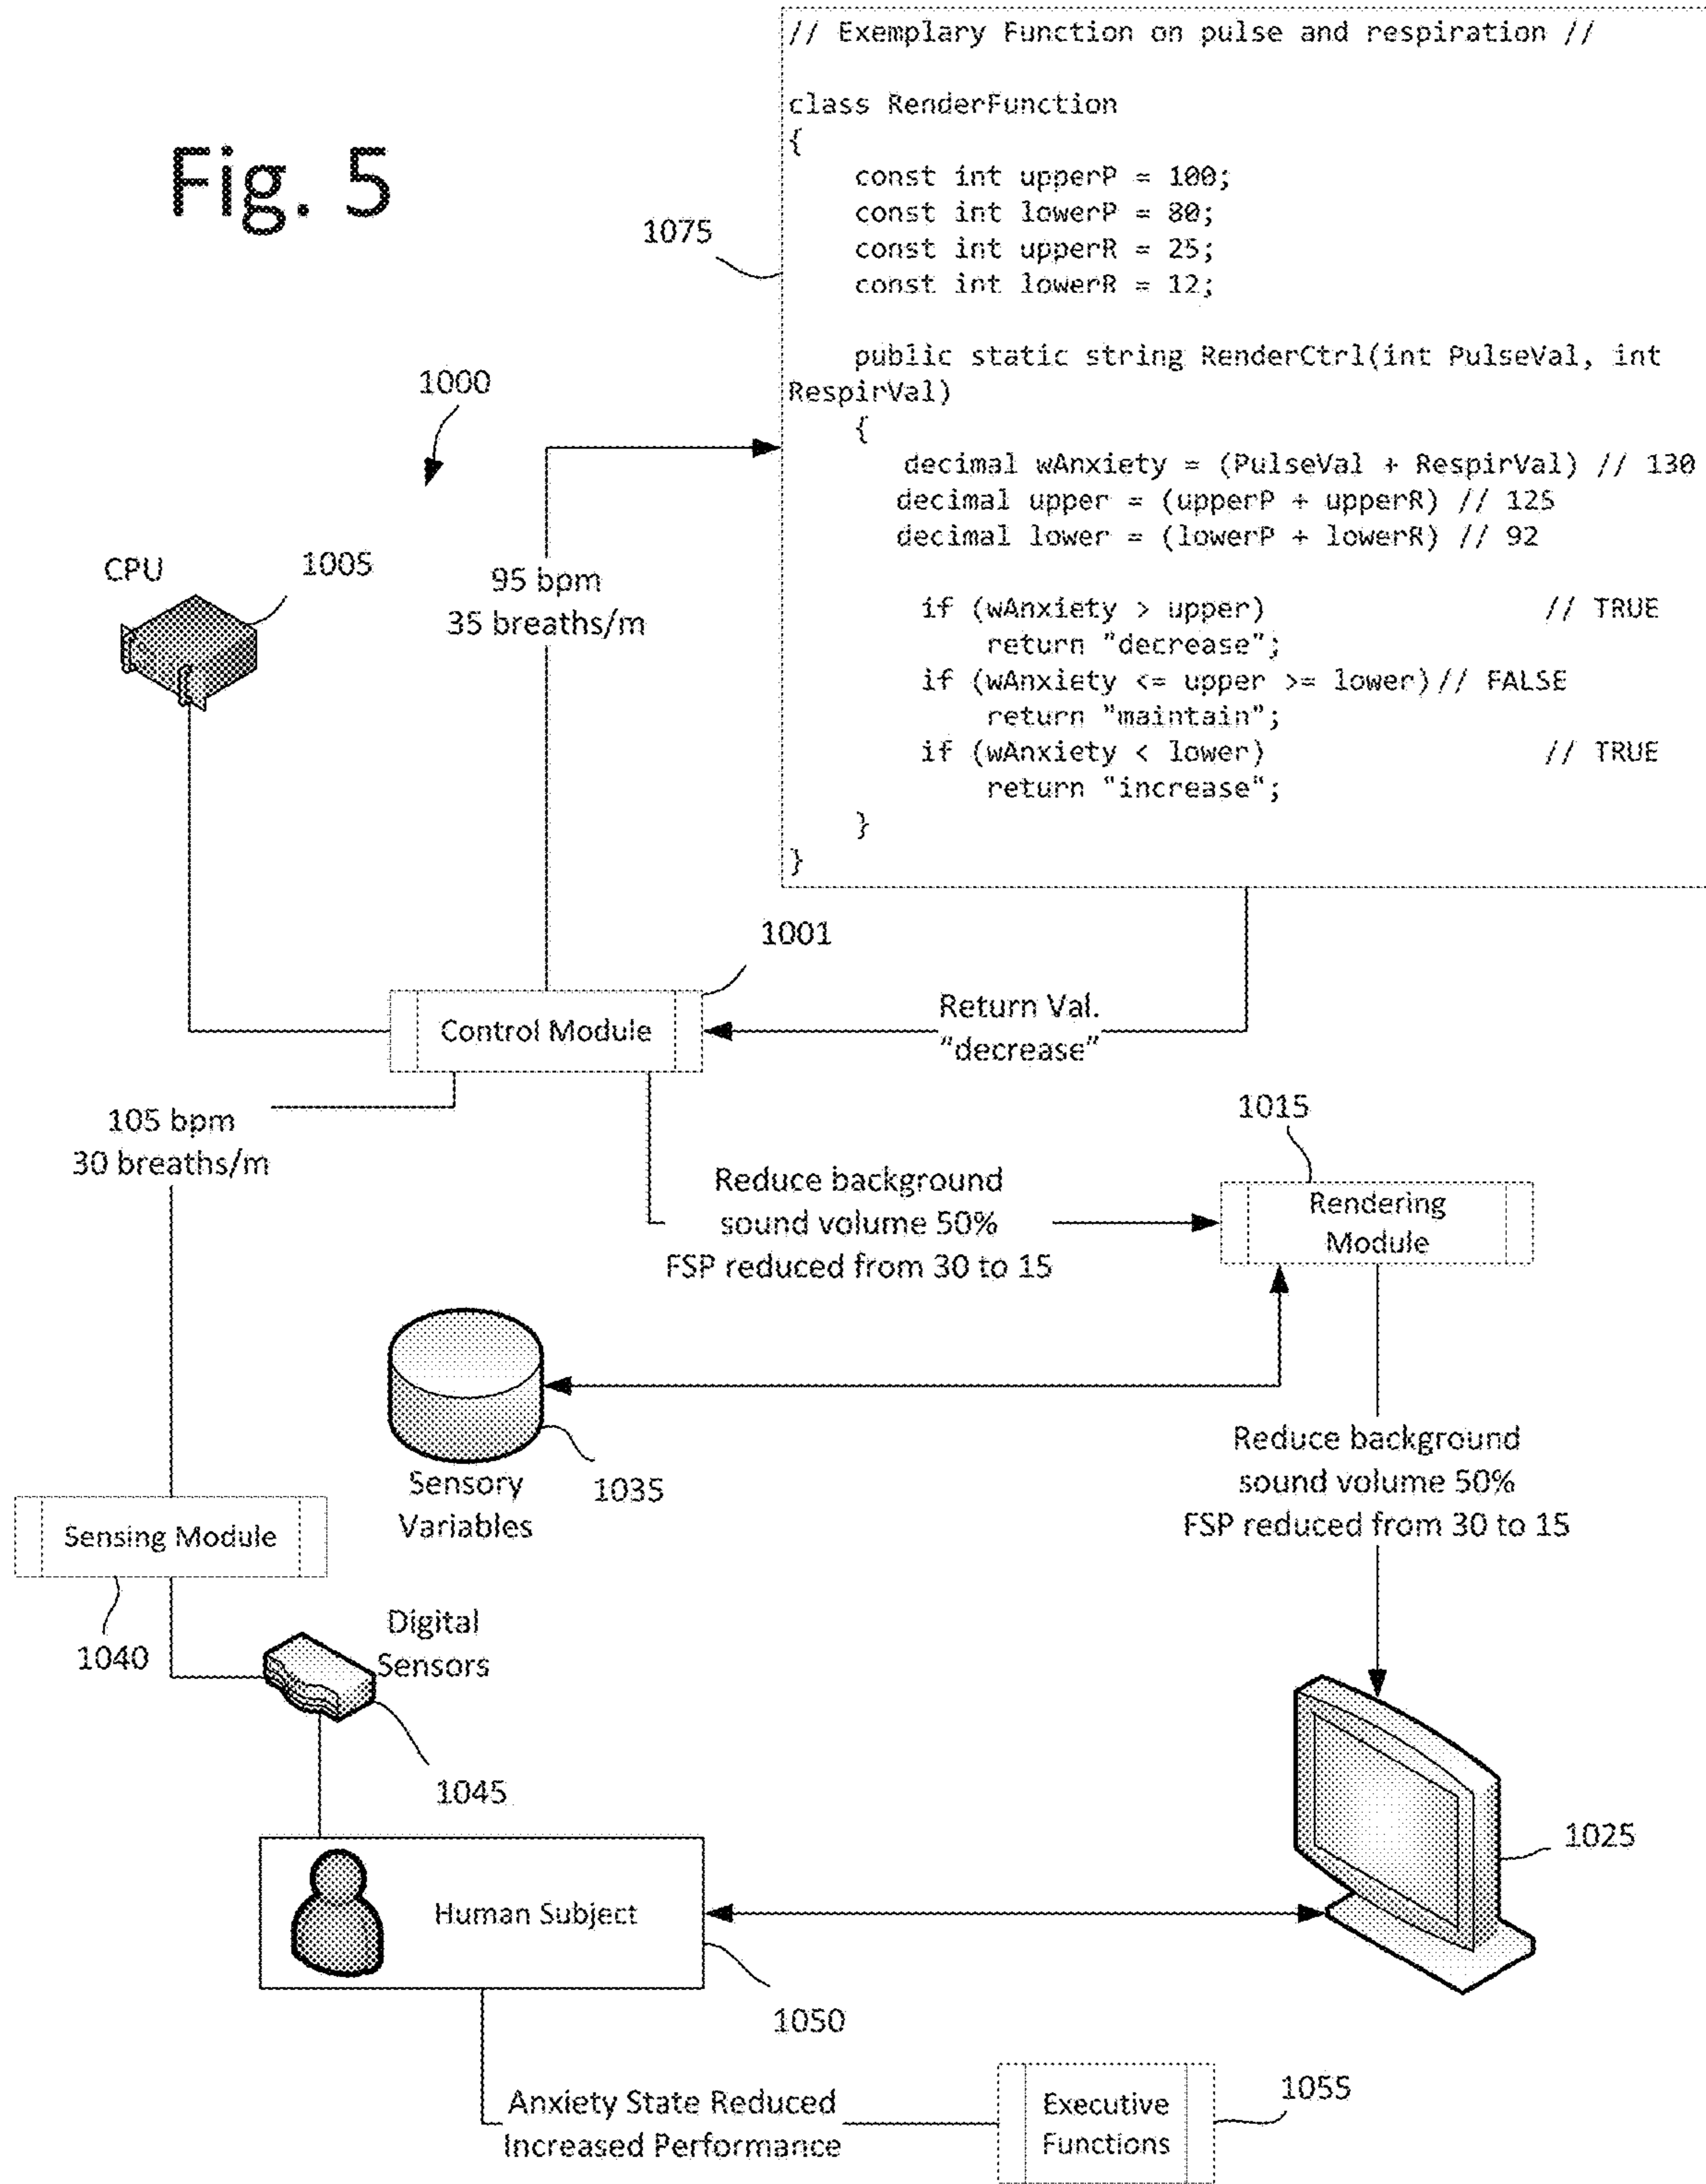 Fig. 5
// Exemplary Function on pulse and respiration //
class RenderFunction
{
const int upperP = 100;
const int lowerP = 80;
const int upperR = 25;
const int lowerR = 12;
public static string RenderCtrl(int PulseVal, int
RespirVal)
{
decimal wAnxiety = (PulseVal + RespirVal) // 130
decimal upper = (upperP + upperR) // 125
decimal lower = (lowerP + lowerR) // 92
if (wAnxiety > upper) // TRUE
return "decrease";
if (wAnxiety <= upper >= lower)// FALSE
return "maintain";
if (wAnxiety < lower) // TRUE
return "increase";
}
}
1075
1000
CPU
1005
95 bpm
35 breaths/m
1001
Control Module
Return Val.
"decrease"
105 bpm
30 breaths/m
Reduce background
sound volume 50%
FSP reduced from 30 to 15
1015
Rendering
Module
Sensory
Variables
1035
Reduce background
sound volume 50%
FSP reduced from 30 to 15
Sensing Module
1040
Digital
Sensors
1045
1025
Human Subject
1050
Anxiety State Reduced
Increased Performance
Executive
Functions
1055